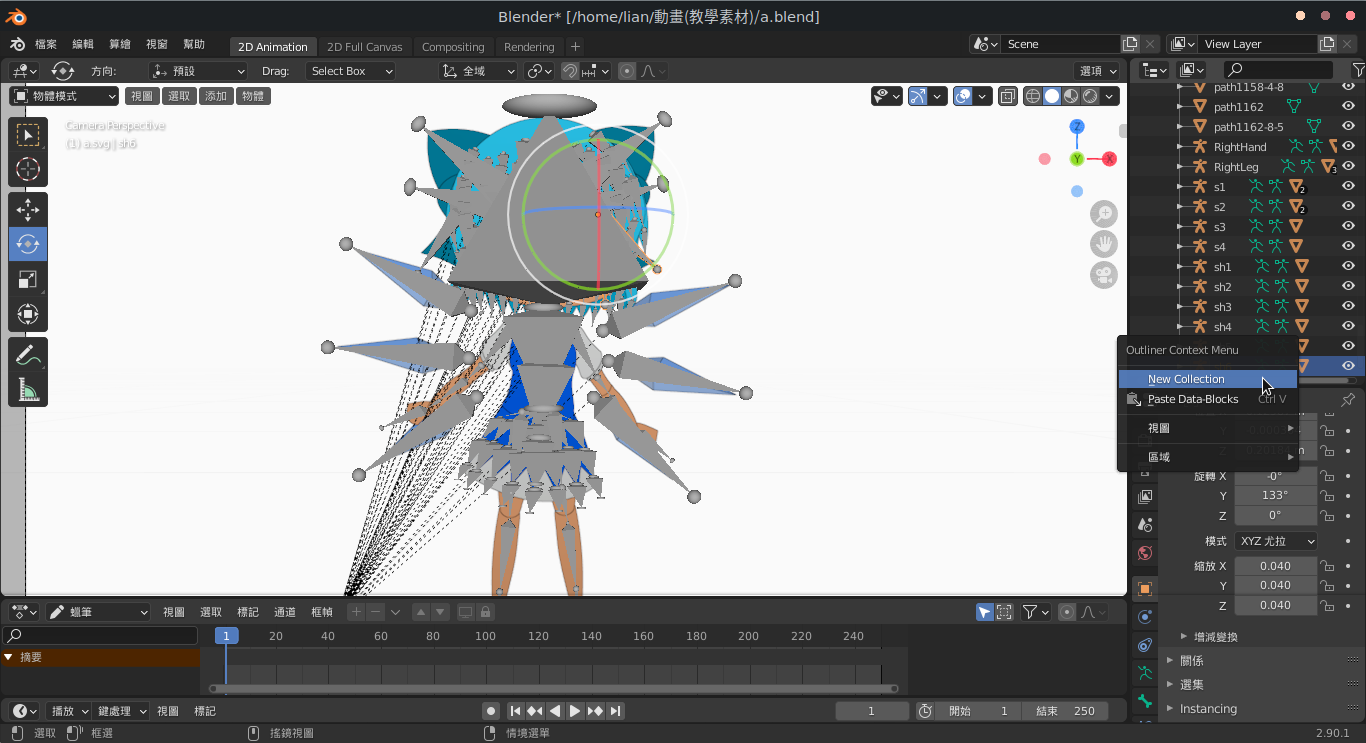 Blender* [/home/lian/動畫(教學素材)/a.blend]
檔案 編輯 算繪 視窗 幫助 2D Animation 2D Full Canvas Compositing Rendering + Scene View Layer
方向: 預設 Drag: Select Box 全域 選項
物體模式 視圖 選取 添加 物體
Camera Perspective
(1) a.svg | sh6
Z
Y X
path1158-4-8
path1162
path1162-8-5
RightHand
RightLeg 3
s1 2
s2 2
s3
s4
sh1
sh2
sh3
sh4
Outliner Context Menu
New Collection
Paste Data-Blocks Ctrl V
視圖
區域
旋轉 X -0°
Y 133°
Z 0°
模式 XYZ 尤拉
縮放 X 0.040
Y 0.040
Z 0.040
增減變換
關係
選集
Instancing
蠟筆 視圖 選取 標記 通道 框幀
1 20 40 60 80 100 120 140 160 180 200 220 240
摘要
播放 鍵處理 視圖 標記 1 開始 1 結束 250
選取 框選 搖鏡視圖 情境選單 2.90.1